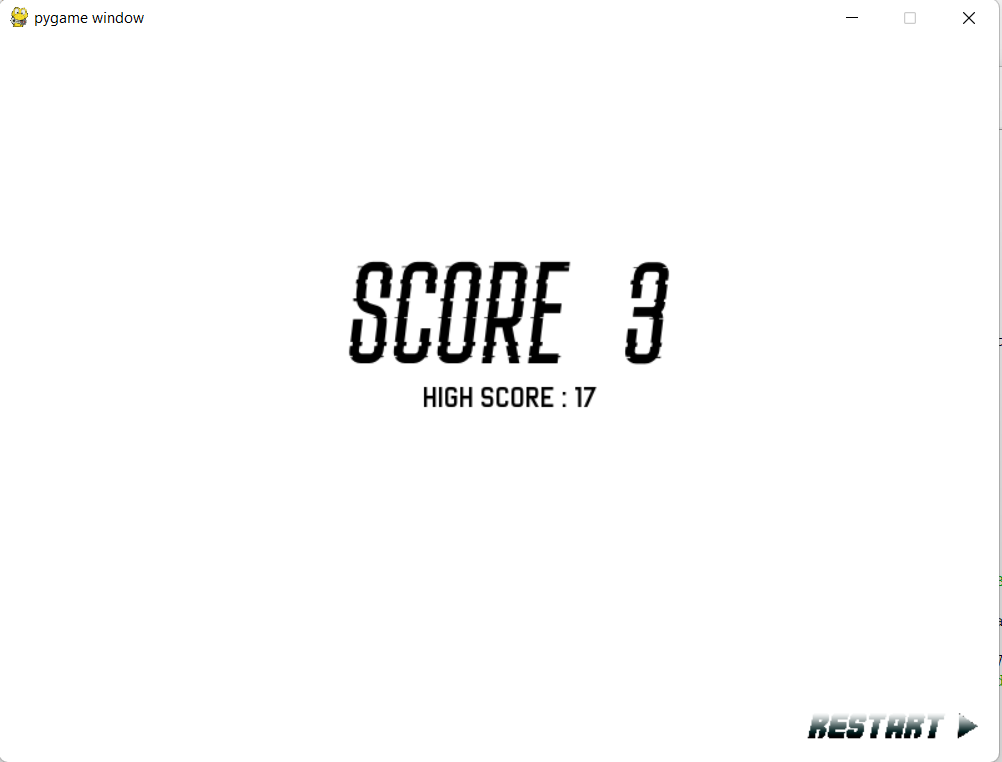 pygame window
SCORE 3
HIGH SCORE : 17
RESTART